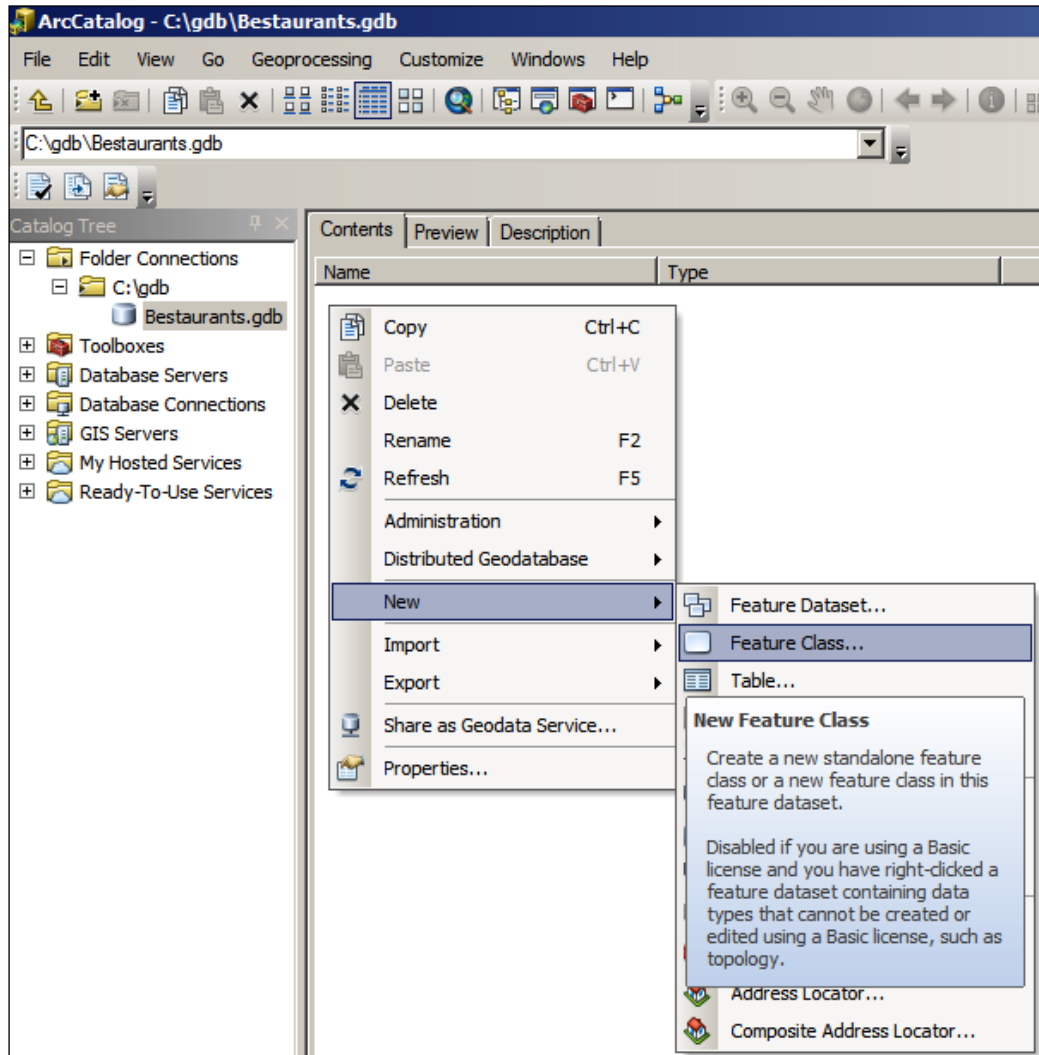 ArcCatalog - C:\gdb\Bestaurants.gdb
File Edit View Go Geoprocessing Customize Windows Help
C:\gdb\Bestaurants.gdb
Catalog Tree
Folder Connections
C:\gdb
Bestaurants.gdb
Toolboxes
Database Servers
Database Connections
GIS Servers
My Hosted Services
Ready-To-Use Services
Contents Preview Description
Name Type
Copy Ctrl+C
Paste Ctrl+V
Delete
Rename F2
Refresh F5
Administration
Distributed Geodatabase
New
Import
Export
Share as Geodata Service...
Properties...
Feature Dataset...
Feature Class...
Table...
New Feature Class
Create a new standalone feature
class or a new feature class in this
feature dataset.
Disabled if you are using a Basic
license and you have right-clicked a
feature dataset containing data
types that cannot be created or
edited using a Basic license, such as
topology.
Address Locator...
Composite Address Locator...